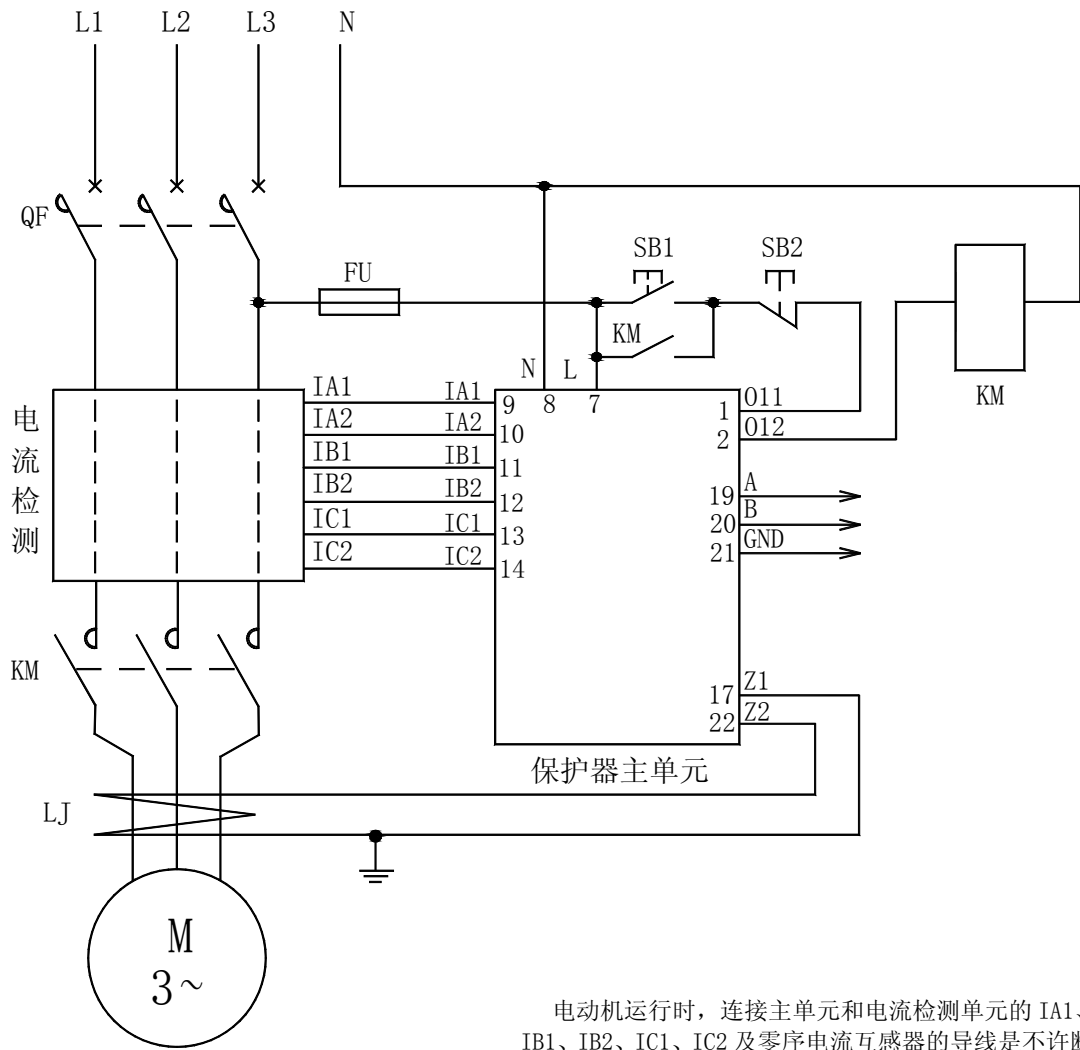 L1 L2 L3 N
QF
FU
SB1 SB2
KM
N L
KM
电流检测
IA1 IA1 9 8 7
IA2 IA2 10
IB1 IB1 11
IB2 IB2 12
IC1 IC1 13
IC2 IC2 14
1 011
2 012
19 A
20 B
21 GND
KM
17 Z1
22 Z2
保护器主单元
LJ
M
3~
电动机运行时，连接主单元和电流检测单元的 IA1、
IB1、IB2、IC1、IC2 及零序电流互感器的导线是不许断